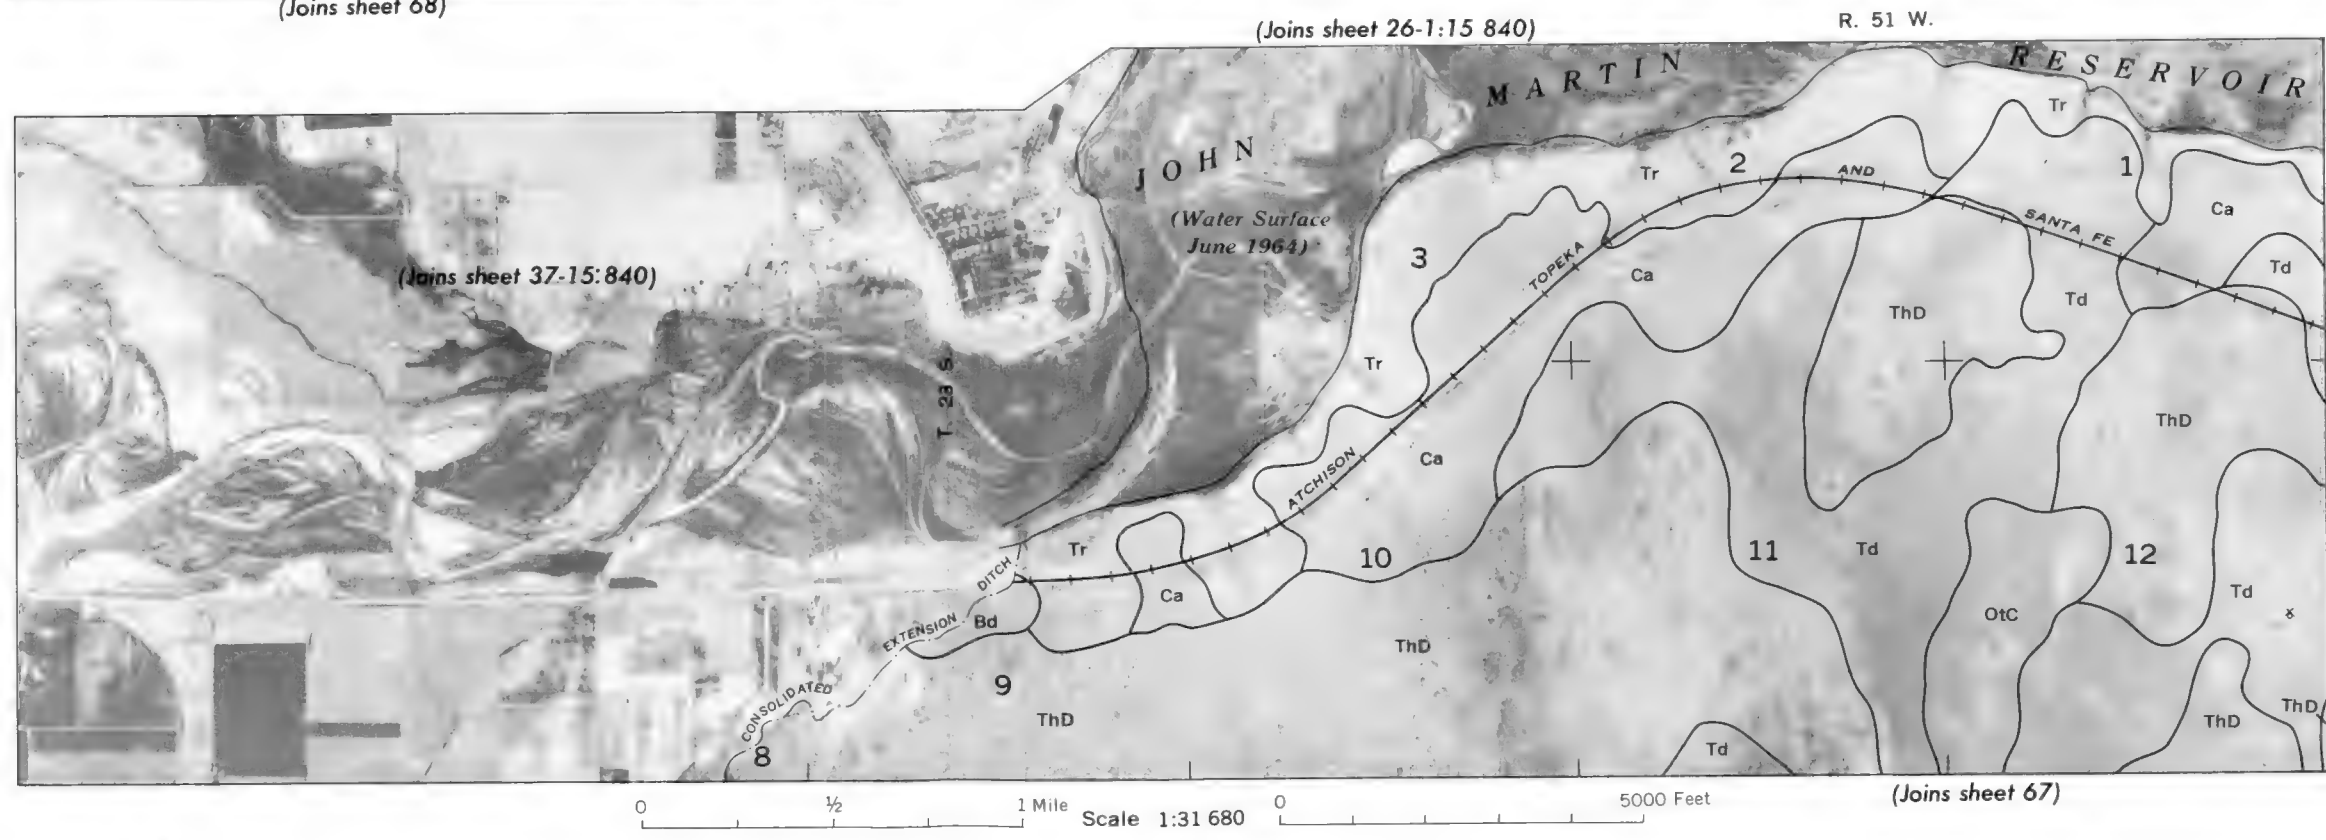 (Joins sheet 68)
(Joins sheet 26-1:15 840)
R. 51 W.
JOHN MARTIN RESERVOIR
(Water Surface
June 1964)
(Joins sheet 37-15:840)
T. 23 S.
Tr
1
2
Tr
AND
Ca
3
SANTA FE
TOPEKA
Ca
Td
Td
ThD
Tr
ThD
Ca
ATCHISON
Tr
10
11
Td
12
DITCH
Ca
Td
x
OtC
EXTENSION
Bd
ThD
9
CONSOLIDATED
ThD
ThD
ThD
8
Td
(Joins sheet 67)
0 ½ 1 Mile
Scale 1:31 680
0 5000 Feet